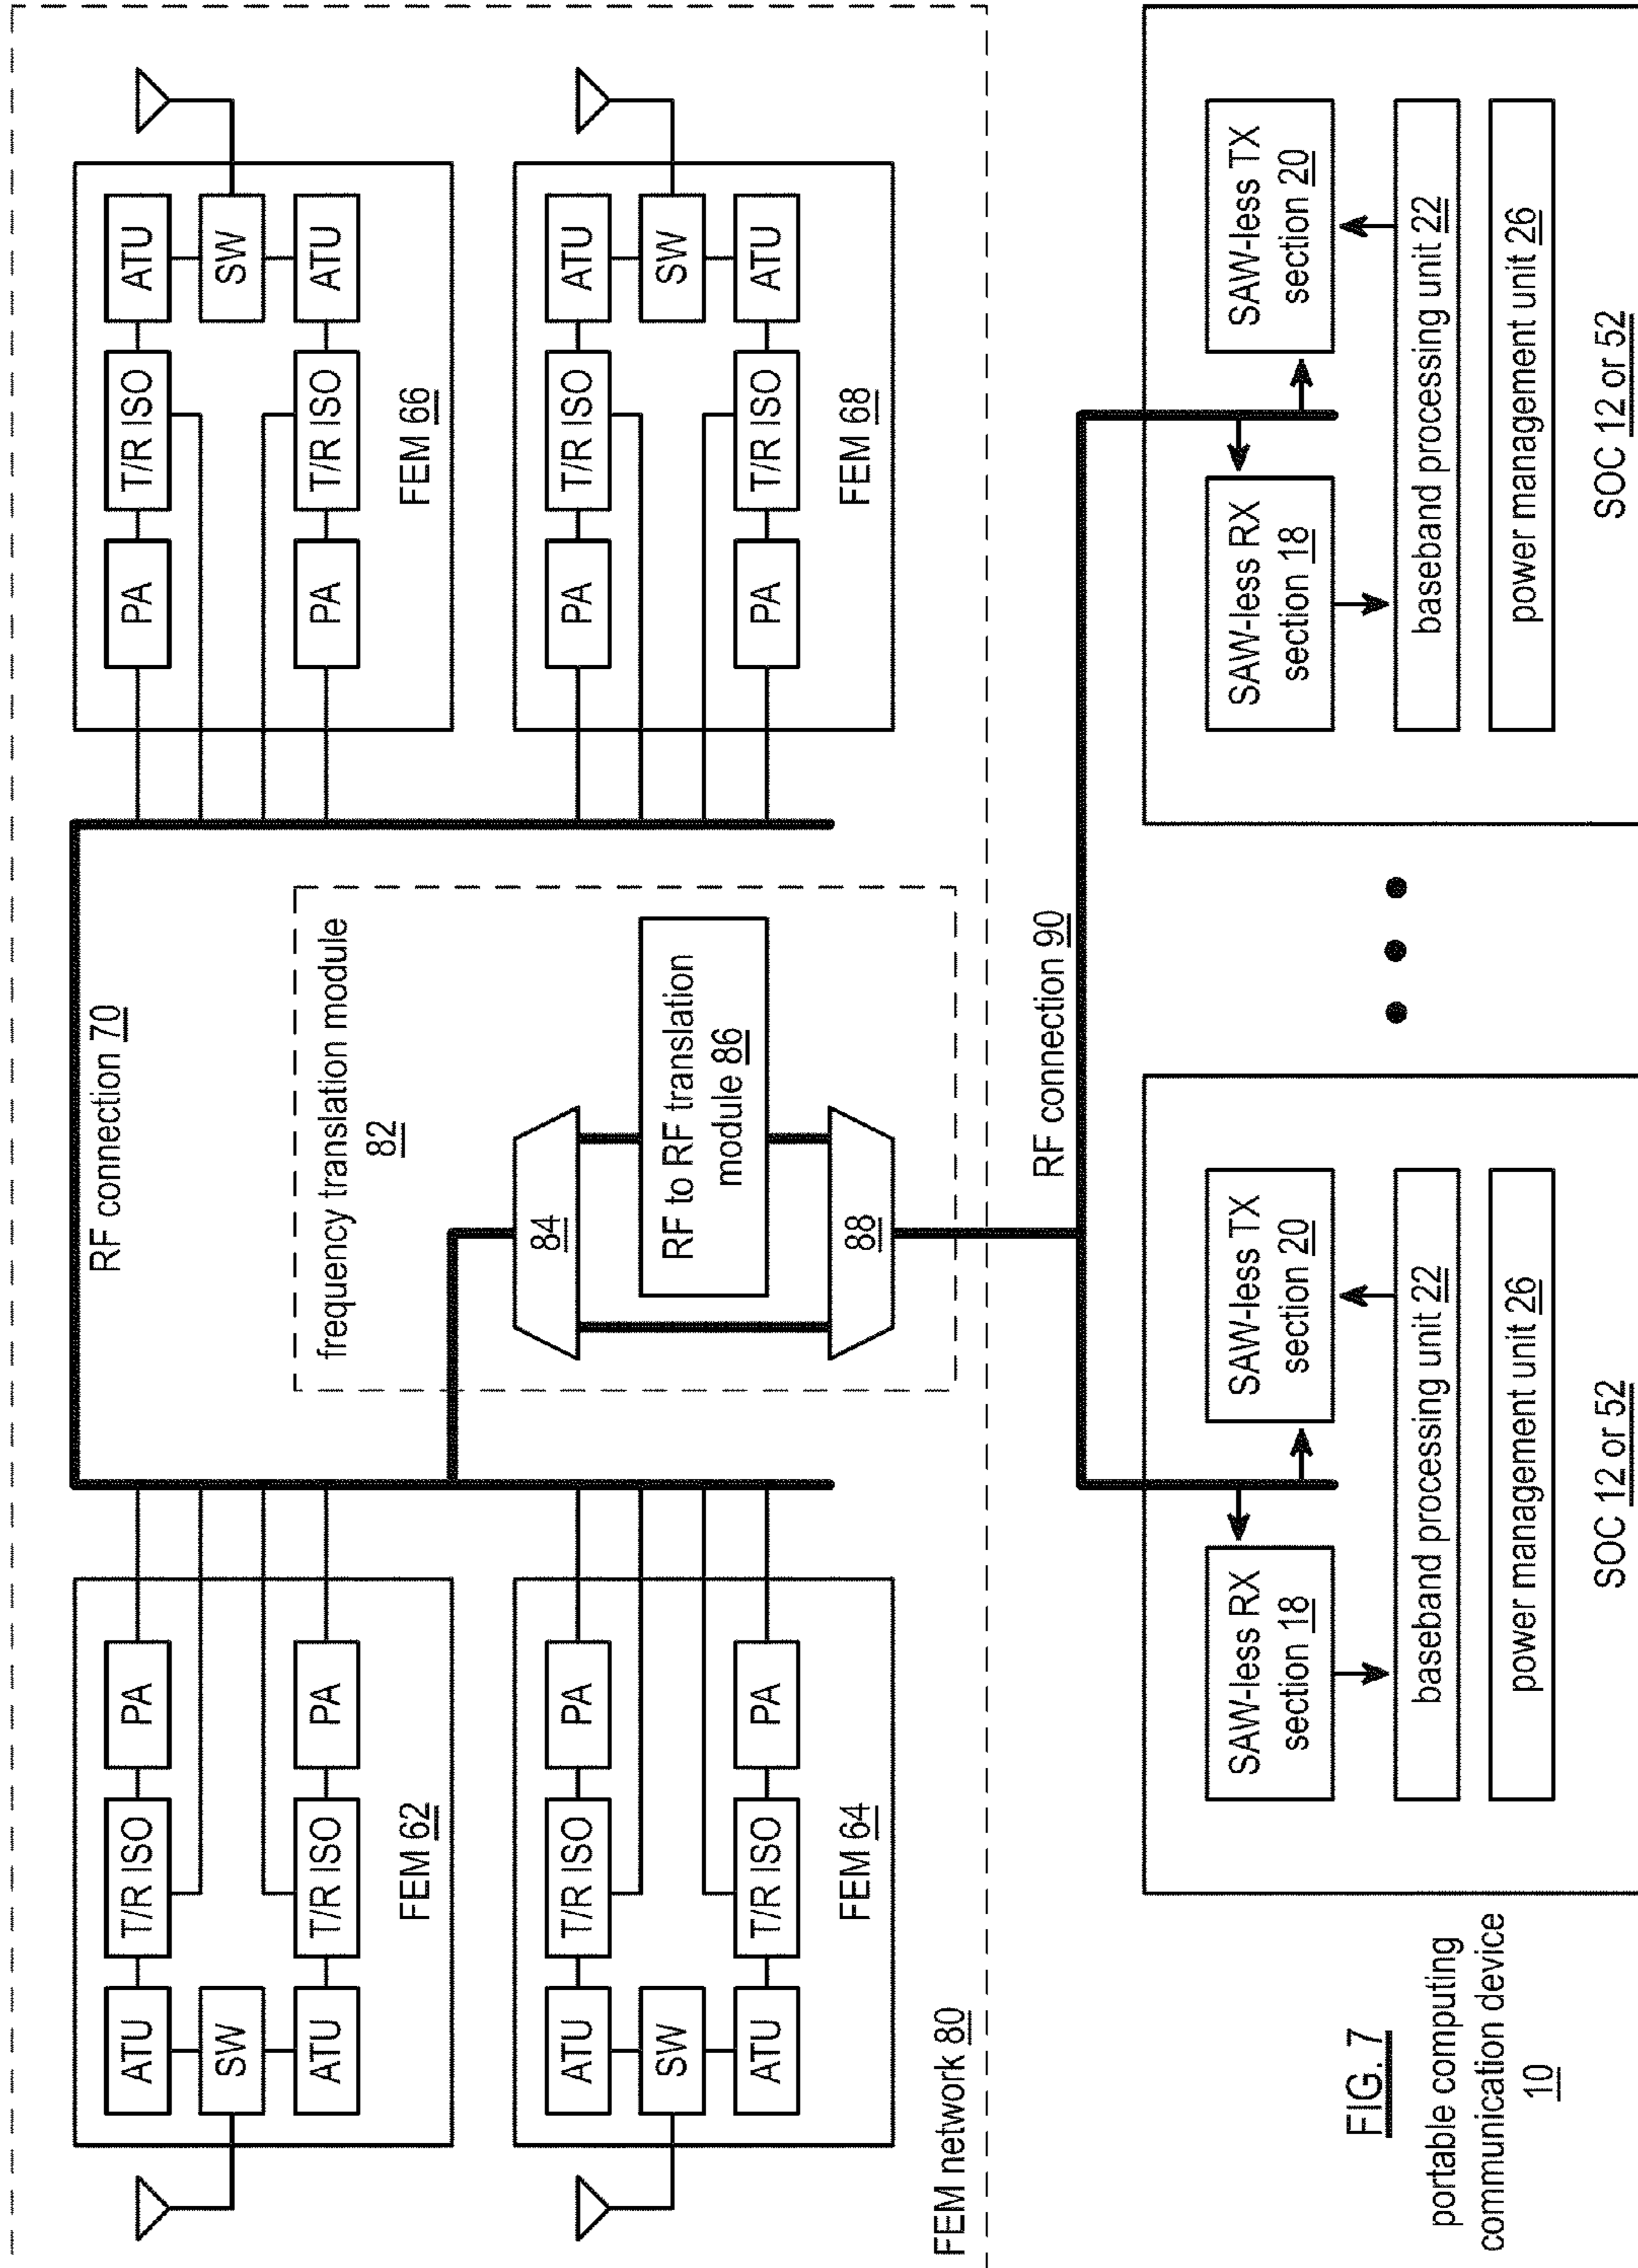 ATU
T/R ISO
PA
SW
ATU
T/R ISO
PA
FEM 62
RF connection 70
PA
T/R ISO
ATU
SW
PA
T/R ISO
ATU
FEM 66
ATU
T/R ISO
PA
SW
ATU
T/R ISO
PA
FEM 64
frequency translation module
82
84
RF to RF translation
module 86
88
PA
T/R ISO
ATU
SW
PA
T/R ISO
ATU
FEM 68
FEM network 80
RF connection 90
SAW-less RX
section 18
SAW-less TX
section 20
baseband processing unit 22
power management unit 26
SOC 12 or 52
SAW-less RX
section 18
SAW-less TX
section 20
baseband processing unit 22
power management unit 26
SOC 12 or 52
FIG. 7
portable computing
communication device
10